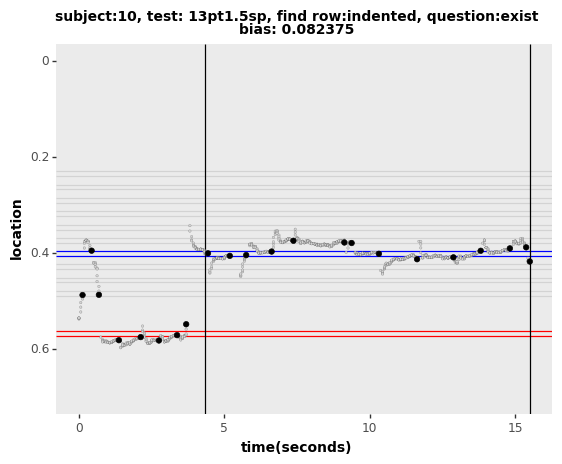 subject:10, test: 13pt1.5sp, find row:indented, question:exist
bias: 0.082375
0
0.2
0.4
0.6
location
0
5
10
15
time(seconds)